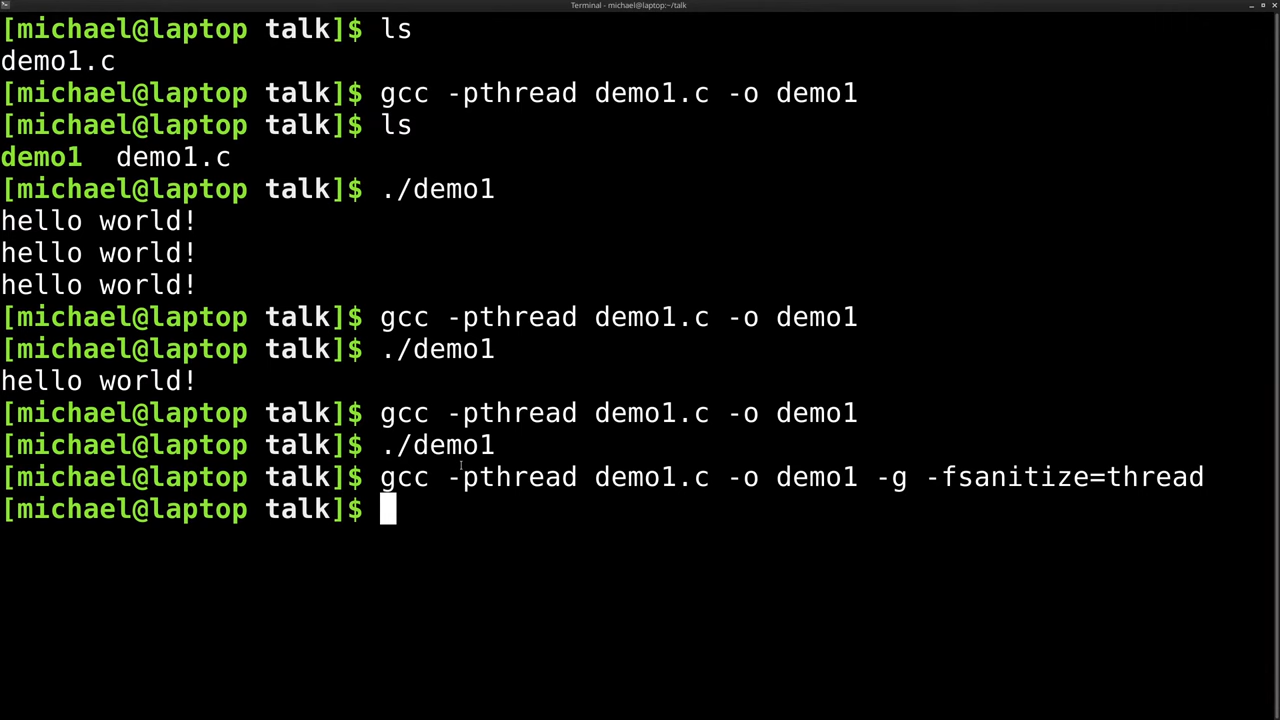 Terminal - michael@laptop:~/talk
[michael@laptop talk]$ ls
demo1.c
[michael@laptop talk]$ gcc -pthread demo1.c -o demo1
[michael@laptop talk]$ ls
demo1  demo1.c
[michael@laptop talk]$ ./demo1
hello world!
hello world!
hello world!
[michael@laptop talk]$ gcc -pthread demo1.c -o demo1
[michael@laptop talk]$ ./demo1
hello world!
[michael@laptop talk]$ gcc -pthread demo1.c -o demo1
[michael@laptop talk]$ ./demo1
[michael@laptop talk]$ gcc -pthread demo1.c -o demo1 -g -fsanitize=thread
[michael@laptop talk]$